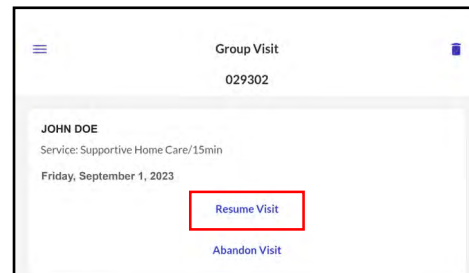 Group Visit
029302
JOHN DOE
Service: Supportive Home Care/15min
Friday, September 1, 2023
Resume Visit
Abandon Visit